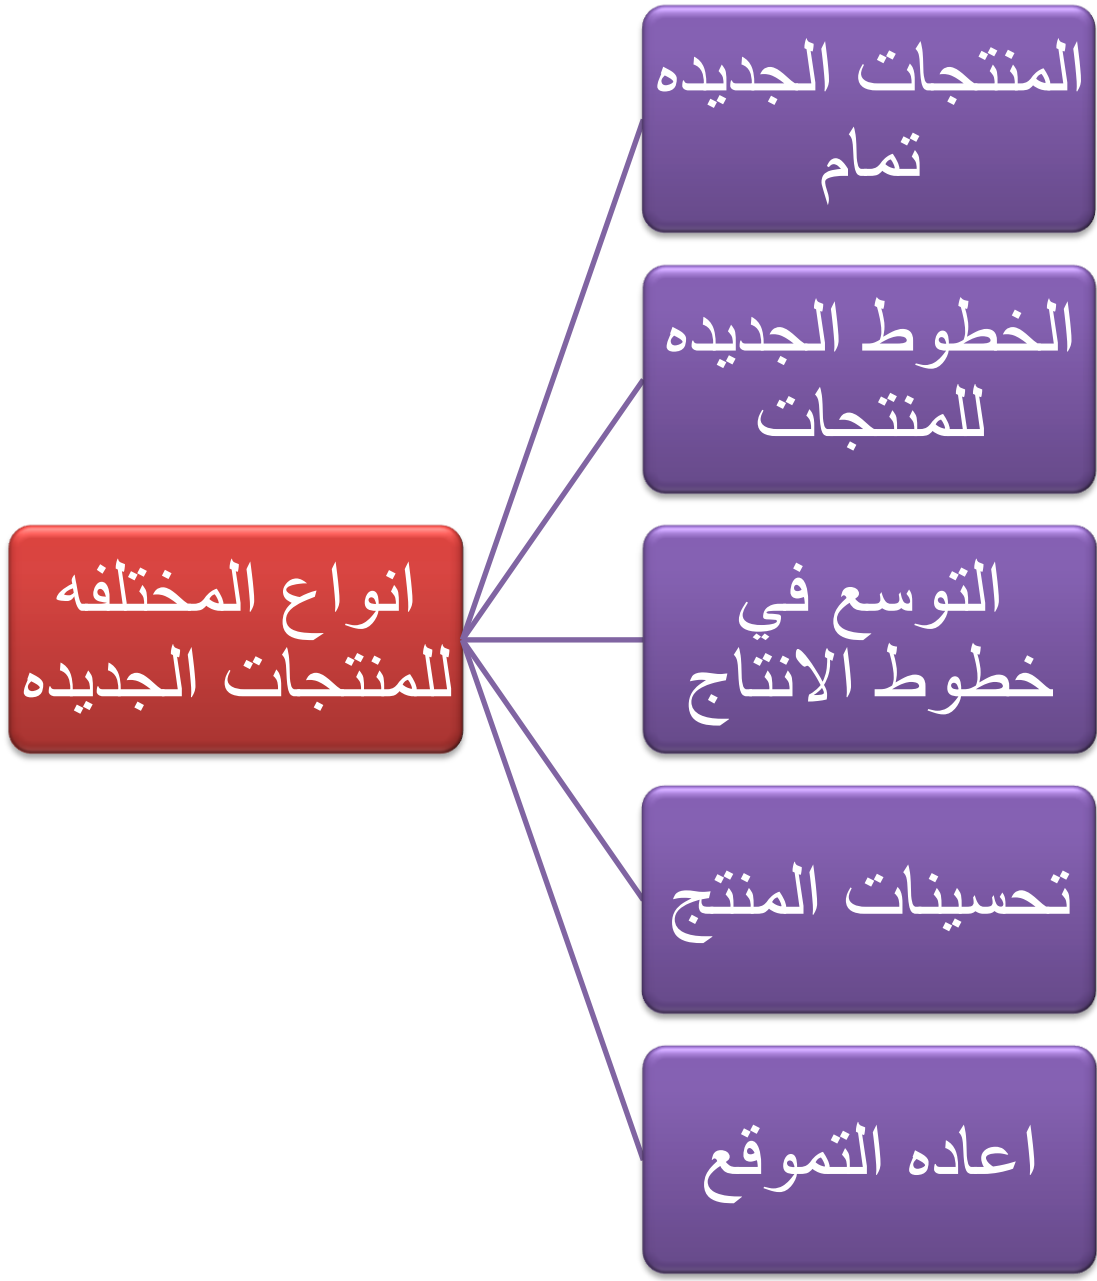 المنتجات الجديده
تمام
الخطوط الجديده
للمنتجات
انواع المختلفه
للمنتجات الجديده
التوسع في
خطوط الانتاج
تحسينات المنتج
اعاده التموقع